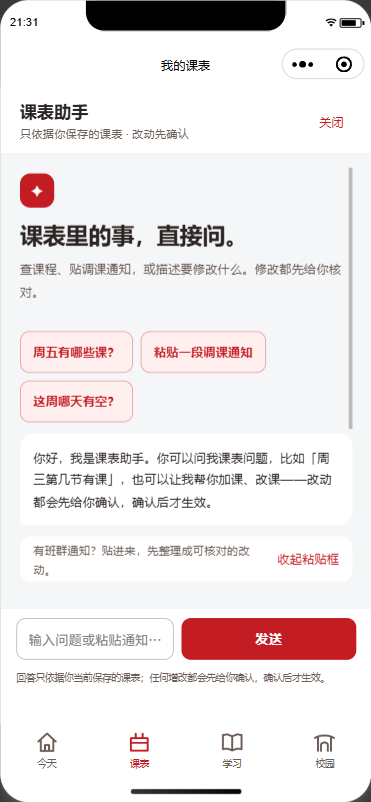 21:31
我的课表
课表助手
关闭
只依据你保存的课表 · 改动先确认
课表里的事，直接问。
查课程、贴调课通知，或描述要修改什么。修改都先给你核
对。
周五有哪些课？
粘贴一段调课通知
这周哪天有空？
你好，我是课表助手。你可以问我课表问题，比如「周
三第几节有课」，也可以让我帮你加课、改课——改动
都会先给你确认，确认后才生效。
有班群通知？贴进来，先整理成可核对的改
动。
收起粘贴框
输入问题或粘贴通知…
发送
回答只依据你当前保存的课表；任何增改都会先给你确认，确认后才生效。
今天
课表
学习
校园